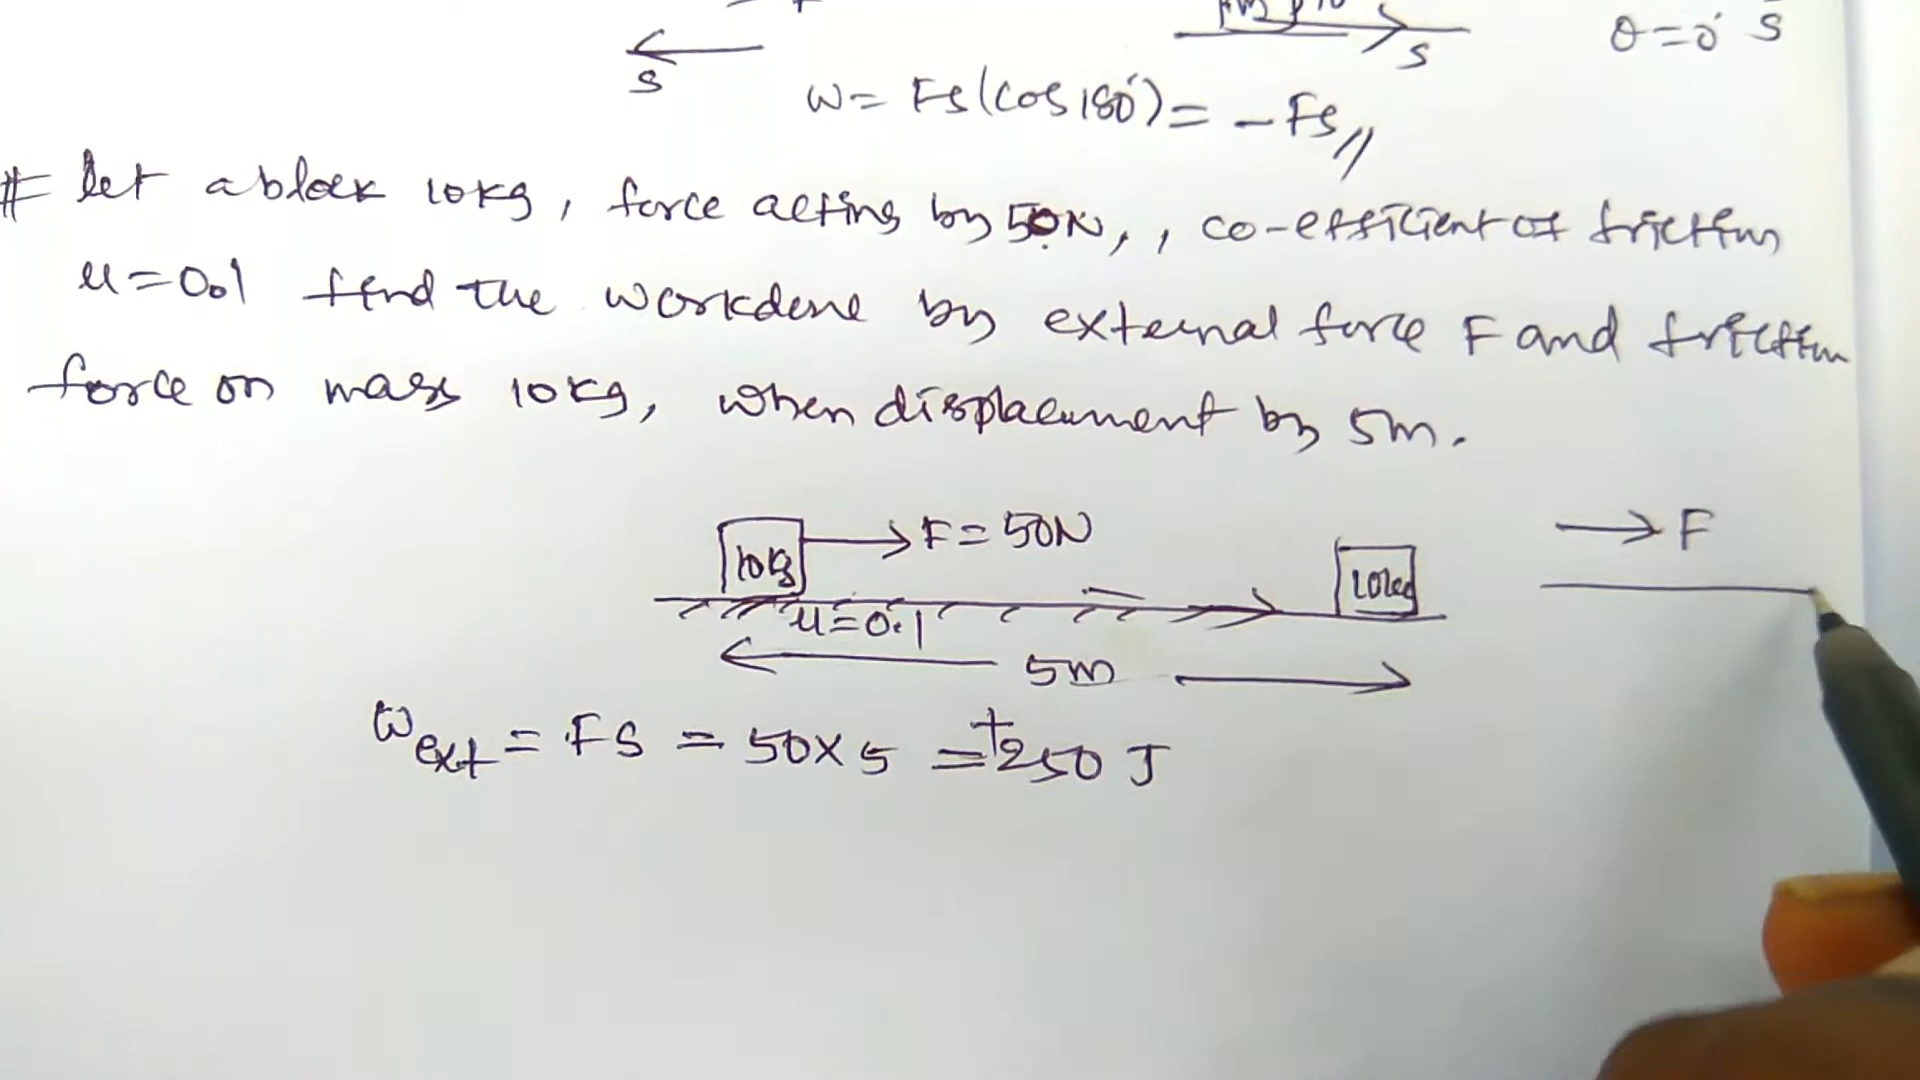 S
S
θ=0° S
W= FS(cos180°)= -FS//
# let a block 10kg, force acting by 50N, , co-efficient of friction
μ=0.1 find the workdone by external force F and friction
force on mass 10kg, when displacement by 5m.
10kg
F= 50N
10kg
F
μ=0.1
5m
Wext = FS = 50×5 =+250 J